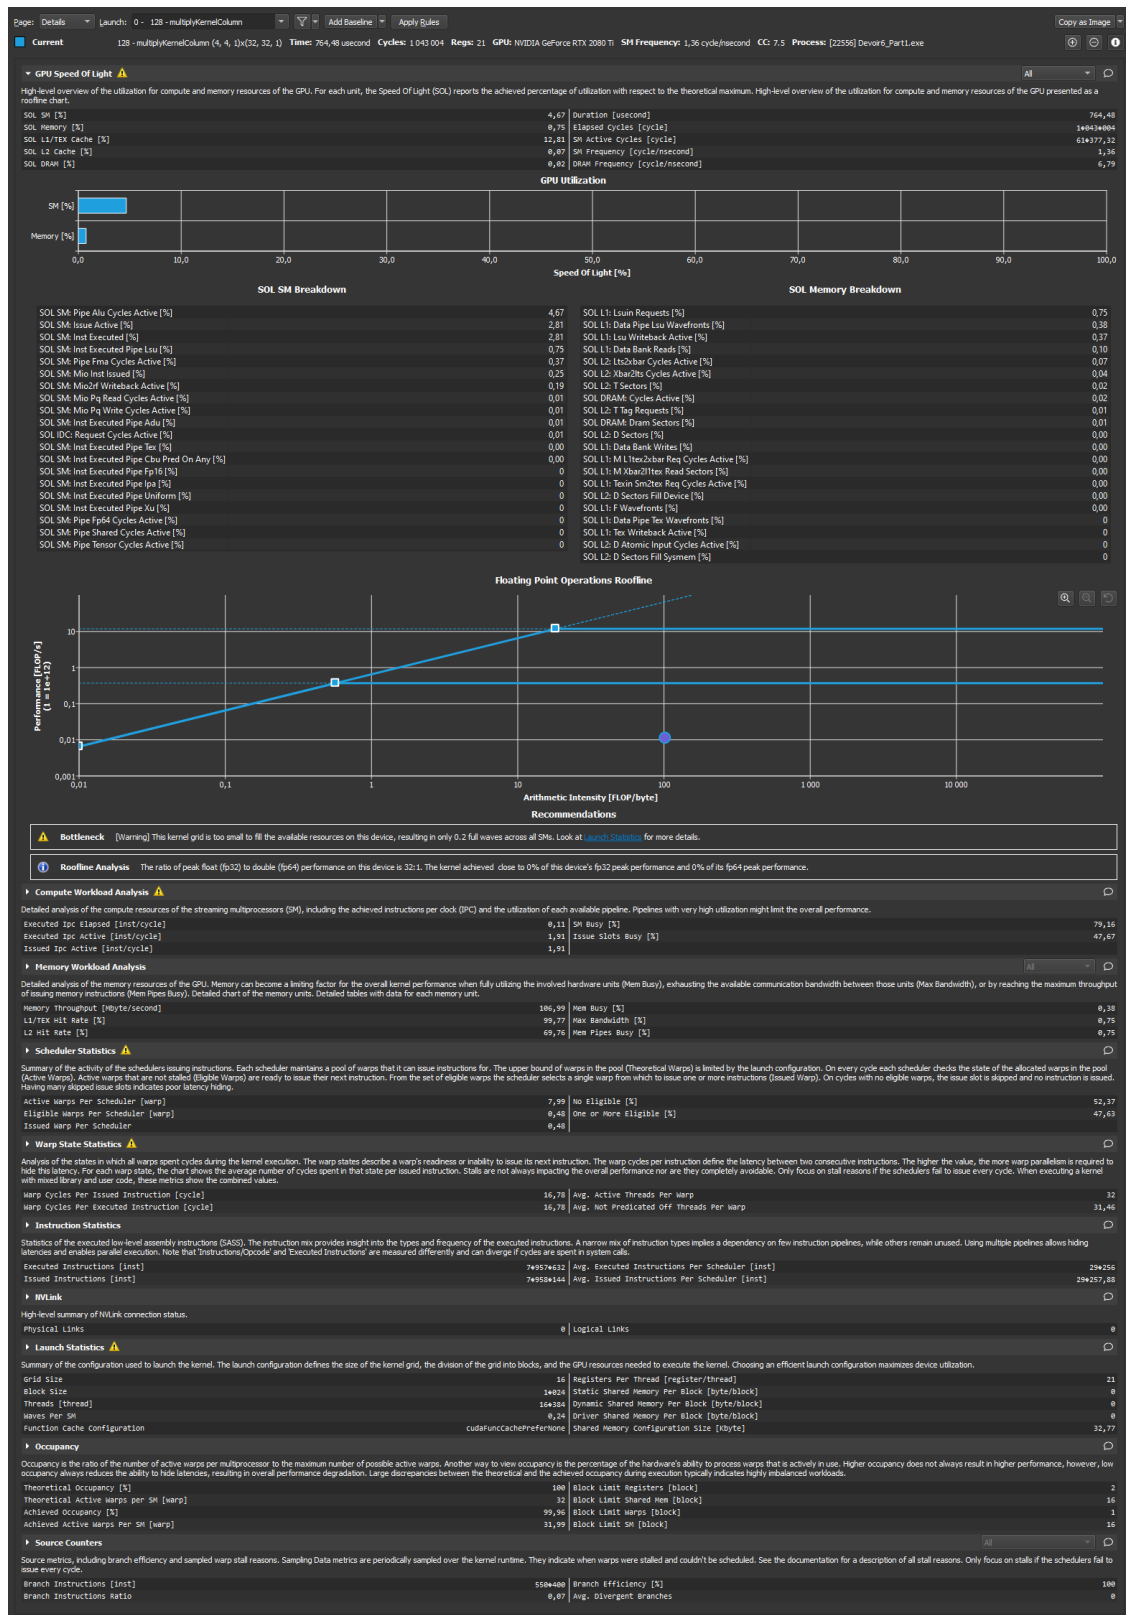 Page: Details Launch: 0 - 128 - multiplyKernelColumn Add Baseline Apply Rules Copy as Image
Current 128 - multiplyKernelColumn (4, 4, 1)x(32, 32, 1) Time: 764,48 usecond Cycles: 1 043 004 Regs: 21 GPU: NVIDIA GeForce RTX 2080 Ti SM Frequency: 1,36 cycle/nsecond CC: 7.5 Process: [22556] Devoir6_Part1.exe
GPU Speed Of Light All
High-level overview of the utilization for compute and memory resources of the GPU. For each unit, the Speed Of Light (SOL) reports the achieved percentage of utilization with respect to the theoretical maximum. High-level overview of the utilization for compute and memory resources of the GPU presented as a
roofline chart.
SOL SM [%] 4,67 Duration [usecond] 764,48
SOL Memory [%] 0,75 Elapsed Cycles [cycle] 1♦043♦004
SOL L1/TEX Cache [%] 12,81 SM Active Cycles [cycle] 61♦377,32
SOL L2 Cache [%] 0,07 SM Frequency [cycle/nsecond] 1,36
SOL DRAM [%] 0,02 DRAM Frequency [cycle/nsecond] 6,79
GPU Utilization
SM [%]
Memory [%]
0,0 10,0 20,0 30,0 40,0 50,0 60,0 70,0 80,0 90,0 100,0
Speed Of Light [%]
SOL SM Breakdown SOL Memory Breakdown
SOL SM: Pipe Alu Cycles Active [%] 4,67 SOL L1: Lsuin Requests [%] 0,75
SOL SM: Issue Active [%] 2,81 SOL L1: Data Pipe Lsu Wavefronts [%] 0,38
SOL SM: Inst Executed [%] 2,81 SOL L1: Lsu Writeback Active [%] 0,37
SOL SM: Inst Executed Pipe Lsu [%] 0,75 SOL L1: Data Bank Reads [%] 0,10
SOL SM: Pipe Fma Cycles Active [%] 0,37 SOL L2: Lts2xbar Cycles Active [%] 0,07
SOL SM: Mio Inst Issued [%] 0,25 SOL L2: Xbar2lts Cycles Active [%] 0,04
SOL SM: Mio2rf Writeback Active [%] 0,19 SOL L2: T Sectors [%] 0,02
SOL SM: Mio Pq Read Cycles Active [%] 0,01 SOL DRAM: Cycles Active [%] 0,02
SOL SM: Mio Pq Write Cycles Active [%] 0,01 SOL L2: T Tag Requests [%] 0,01
SOL SM: Inst Executed Pipe Adu [%] 0,01 SOL DRAM: Dram Sectors [%] 0,01
SOL IDC: Request Cycles Active [%] 0,01 SOL L2: D Sectors [%] 0,00
SOL SM: Inst Executed Pipe Tex [%] 0,00 SOL L1: Data Bank Writes [%] 0,00
SOL SM: Inst Executed Pipe Cbu Pred On Any [%] 0,00 SOL L1: M L1tex2xbar Req Cycles Active [%] 0,00
SOL SM: Inst Executed Pipe Fp16 [%] 0 SOL L1: M Xbar2l1tex Read Sectors [%] 0,00
SOL SM: Inst Executed Pipe Ipa [%] 0 SOL L1: Texin Sm2tex Req Cycles Active [%] 0,00
SOL SM: Inst Executed Pipe Uniform [%] 0 SOL L2: D Sectors Fill Device [%] 0,00
SOL SM: Inst Executed Pipe Xu [%] 0 SOL L1: F Wavefronts [%] 0,00
SOL SM: Pipe Fp64 Cycles Active [%] 0 SOL L1: Data Pipe Tex Wavefronts [%] 0
SOL SM: Pipe Shared Cycles Active [%] 0 SOL L1: Tex Writeback Active [%] 0
SOL SM: Pipe Tensor Cycles Active [%] 0 SOL L2: D Atomic Input Cycles Active [%] 0
SOL L2: D Sectors Fill Sysmem [%] 0
Floating Point Operations Roofline
Performance [FLOP/s]
(1 = 1e+12)
10
1
0,1
0,01
0,001
0,01 0,1 1 10 100 1 000 10 000
Arithmetic Intensity [FLOP/byte]
Recommendations
Bottleneck [Warning] This kernel grid is too small to fill the available resources on this device, resulting in only 0.2 full waves across all SMs. Look at Launch Statistics for more details.
Roofline Analysis The ratio of peak float (fp32) to double (fp64) performance on this device is 32:1. The kernel achieved close to 0% of this device's fp32 peak performance and 0% of its fp64 peak performance.
Compute Workload Analysis
Detailed analysis of the compute resources of the streaming multiprocessors (SM), including the achieved instructions per clock (IPC) and the utilization of each available pipeline. Pipelines with very high utilization might limit the overall performance.
Executed Ipc Elapsed [inst/cycle] 0,11 SM Busy [%] 79,16
Executed Ipc Active [inst/cycle] 1,91 Issue Slots Busy [%] 47,67
Issued Ipc Active [inst/cycle] 1,91
Memory Workload Analysis All
Detailed analysis of the memory resources of the GPU. Memory can become a limiting factor for the overall kernel performance when fully utilizing the involved hardware units (Mem Busy), exhausting the available communication bandwidth between those units (Max Bandwidth), or by reaching the maximum throughput
of issuing memory instructions (Mem Pipes Busy). Detailed chart of the memory units. Detailed tables with data for each memory unit.
Memory Throughput [Mbyte/second] 106,99 Mem Busy [%] 0,38
L1/TEX Hit Rate [%] 99,77 Max Bandwidth [%] 0,75
L2 Hit Rate [%] 69,76 Mem Pipes Busy [%] 0,75
Scheduler Statistics
Summary of the activity of the schedulers issuing instructions. Each scheduler maintains a pool of warps that it can issue instructions for. The upper bound of warps in the pool (Theoretical Warps) is limited by the launch configuration. On every cycle each scheduler checks the state of the allocated warps in the pool
(Active Warps). Active warps that are not stalled (Eligible Warps) are ready to issue their next instruction. From the set of eligible warps the scheduler selects a single warp from which to issue one or more instructions (Issued Warp). On cycles with no eligible warps, the issue slot is skipped and no instruction is issued.
Having many skipped issue slots indicates poor latency hiding.
Active Warps Per Scheduler [warp] 7,99 No Eligible [%] 52,37
Eligible Warps Per Scheduler [warp] 0,48 One or More Eligible [%] 47,63
Issued Warp Per Scheduler 0,48
Warp State Statistics
Analysis of the states in which all warps spent cycles during the kernel execution. The warp states describe a warp's readiness or inability to issue its next instruction. The warp cycles per instruction define the latency between two consecutive instructions. The higher the value, the more warp parallelism is required to
hide this latency. For each warp state, the chart shows the average number of cycles spent in that state per issued instruction. Stalls are not always impacting the overall performance nor are they completely avoidable. Only focus on stall reasons if the schedulers fail to issue every cycle. When executing a kernel
with mixed library and user code, these metrics show the combined values.
Warp Cycles Per Issued Instruction [cycle] 16,78 Avg. Active Threads Per Warp 32
Warp Cycles Per Executed Instruction [cycle] 16,78 Avg. Not Predicated Off Threads Per Warp 31,46
Instruction Statistics
Statistics of the executed low-level assembly instructions (SASS). The instruction mix provides insight into the types and frequency of the executed instructions. A narrow mix of instruction types implies a dependency on few instruction pipelines, while others remain unused. Using multiple pipelines allows hiding
latencies and enables parallel execution. Note that 'Instructions/Opcode' and 'Executed Instructions' are measured differently and can diverge if cycles are spent in system calls.
Executed Instructions [inst] 7♦957♦632 Avg. Executed Instructions Per Scheduler [inst] 29♦256
Issued Instructions [inst] 7♦958♦144 Avg. Issued Instructions Per Scheduler [inst] 29♦257,88
NVLink
High-level summary of NVLink connection status.
Physical Links 0 Logical Links 0
Launch Statistics
Summary of the configuration used to launch the kernel. The launch configuration defines the size of the kernel grid, the division of the grid into blocks, and the GPU resources needed to execute the kernel. Choosing an efficient launch configuration maximizes device utilization.
Grid Size 16 Registers Per Thread [register/thread] 21
Block Size 1♦024 Static Shared Memory Per Block [byte/block] 0
Threads [thread] 16♦384 Dynamic Shared Memory Per Block [byte/block] 0
Waves Per SM 0,24 Driver Shared Memory Per Block [byte/block] 0
Function Cache Configuration cudaFuncCachePreferNone Shared Memory Configuration Size [Kbyte] 32,77
Occupancy
Occupancy is the ratio of the number of active warps per multiprocessor to the maximum number of possible active warps. Another way to view occupancy is the percentage of the hardware's ability to process warps that is actively in use. Higher occupancy does not always result in higher performance, however, low
occupancy always reduces the ability to hide latencies, resulting in overall performance degradation. Large discrepancies between the theoretical and the achieved occupancy during execution typically indicates highly imbalanced workloads.
Theoretical Occupancy [%] 100 Block Limit Registers [block] 2
Theoretical Active Warps per SM [warp] 32 Block Limit Shared Mem [block] 16
Achieved Occupancy [%] 99,96 Block Limit Warps [block] 1
Achieved Active Warps Per SM [warp] 31,99 Block Limit SM [block] 16
Source Counters All
Source metrics, including branch efficiency and sampled warp stall reasons. Sampling Data metrics are periodically sampled over the kernel runtime. They indicate when warps were stalled and couldn't be scheduled. See the documentation for a description of all stall reasons. Only focus on stalls if the schedulers fail to
issue every cycle.
Branch Instructions [inst] 550♦400 Branch Efficiency [%] 100
Branch Instructions Ratio 0,07 Avg. Divergent Branches 0